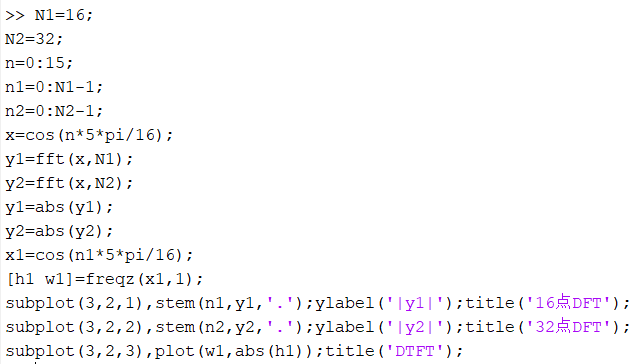 >> N1=16;
N2=32;
n=0:15;
n1=0:N1-1;
n2=0:N2-1;
x=cos(n*5*pi/16);
y1=fft(x,N1);
y2=fft(x,N2);
y1=abs(y1);
y2=abs(y2);
x1=cos(n1*5*pi/16);
[h1 w1]=freqz(x1,1);
subplot(3,2,1),stem(n1,y1,'.');ylabel('|y1|');title('16点DFT');
subplot(3,2,2),stem(n2,y2,'.');ylabel('|y2|');title('32点DFT');
subplot(3,2,3),plot(w1,abs(h1));title('DTFT');